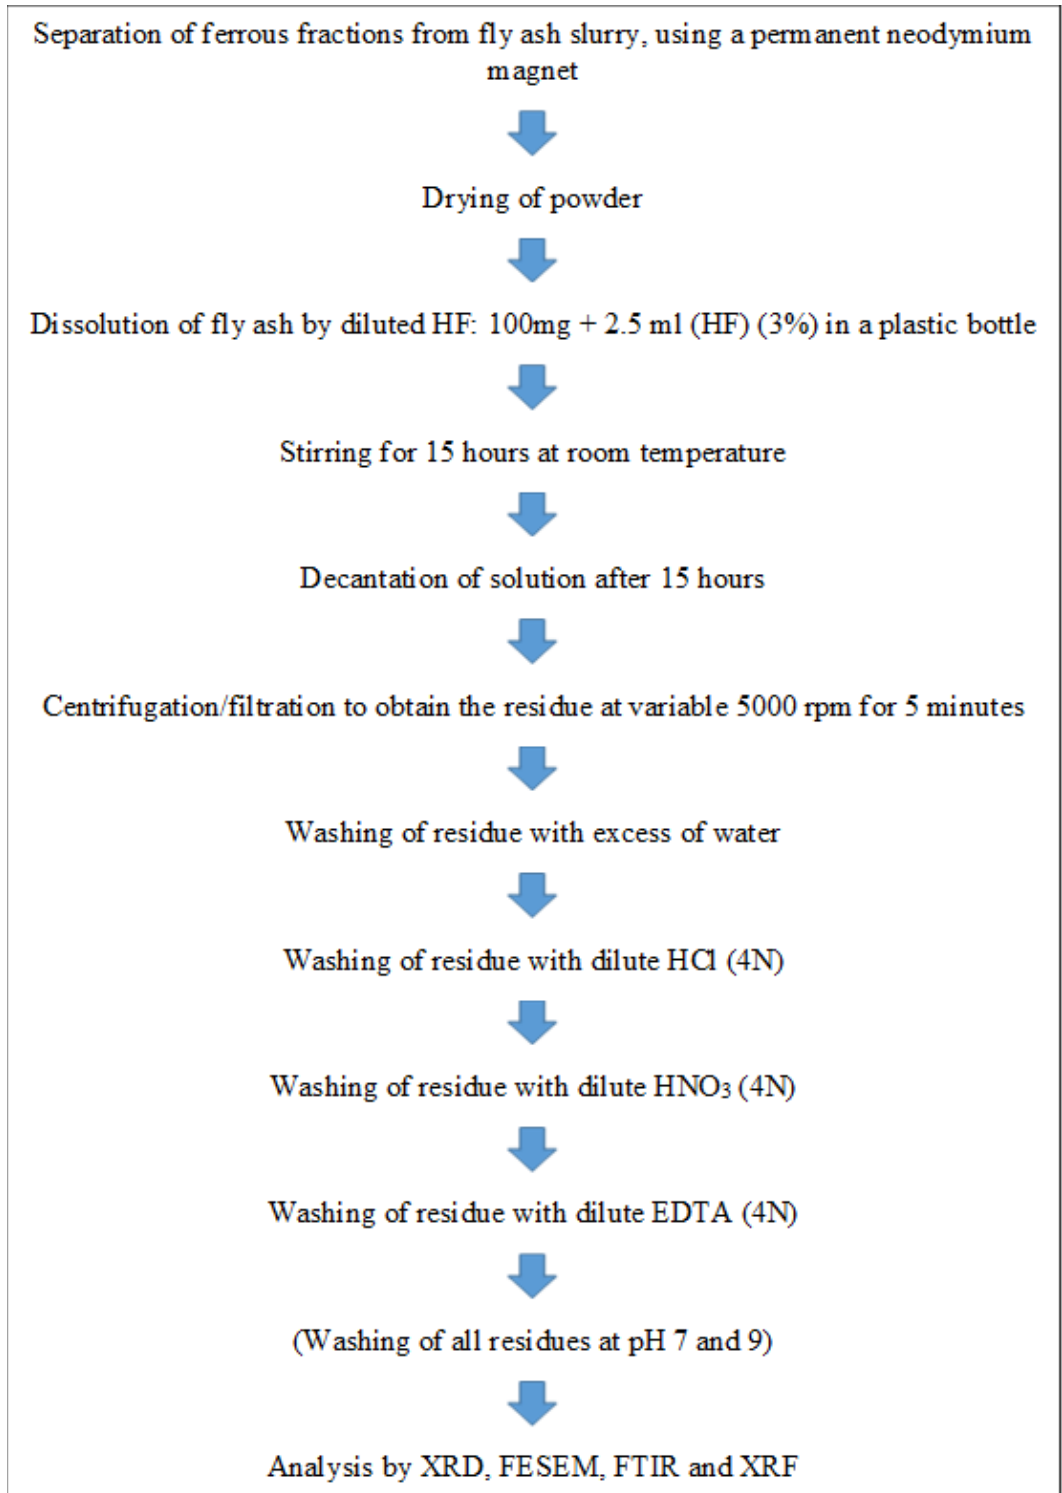 Separation of ferrous fractions from fly ash slurry, using a permanent neodymium
magnet
Drying of powder
Dissolution of fly ash by diluted HF: 100mg + 2.5 ml (HF) (3%) in a plastic bottle
Stirring for 15 hours at room temperature
Decantation of solution after 15 hours
Centrifugation/filtration to obtain the residue at variable 5000 rpm for 5 minutes
Washing of residue with excess of water
Washing of residue with dilute HCl (4N)
Washing of residue with dilute HNO₃ (4N)
Washing of residue with dilute EDTA (4N)
(Washing of all residues at pH 7 and 9)
Analysis by XRD, FESEM, FTIR and XRF